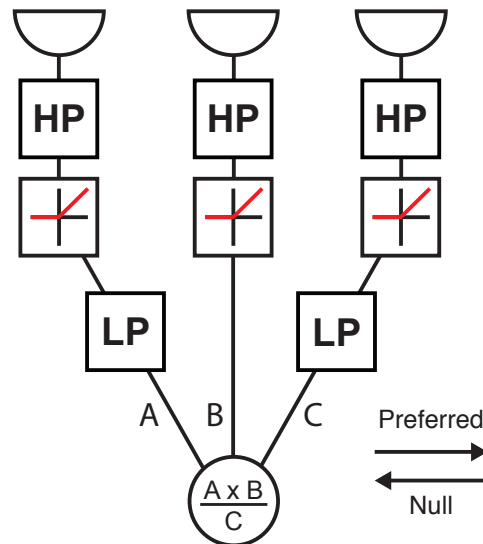 HP HP HP
LP LP
A B C
Preferred
A x B
C
Null